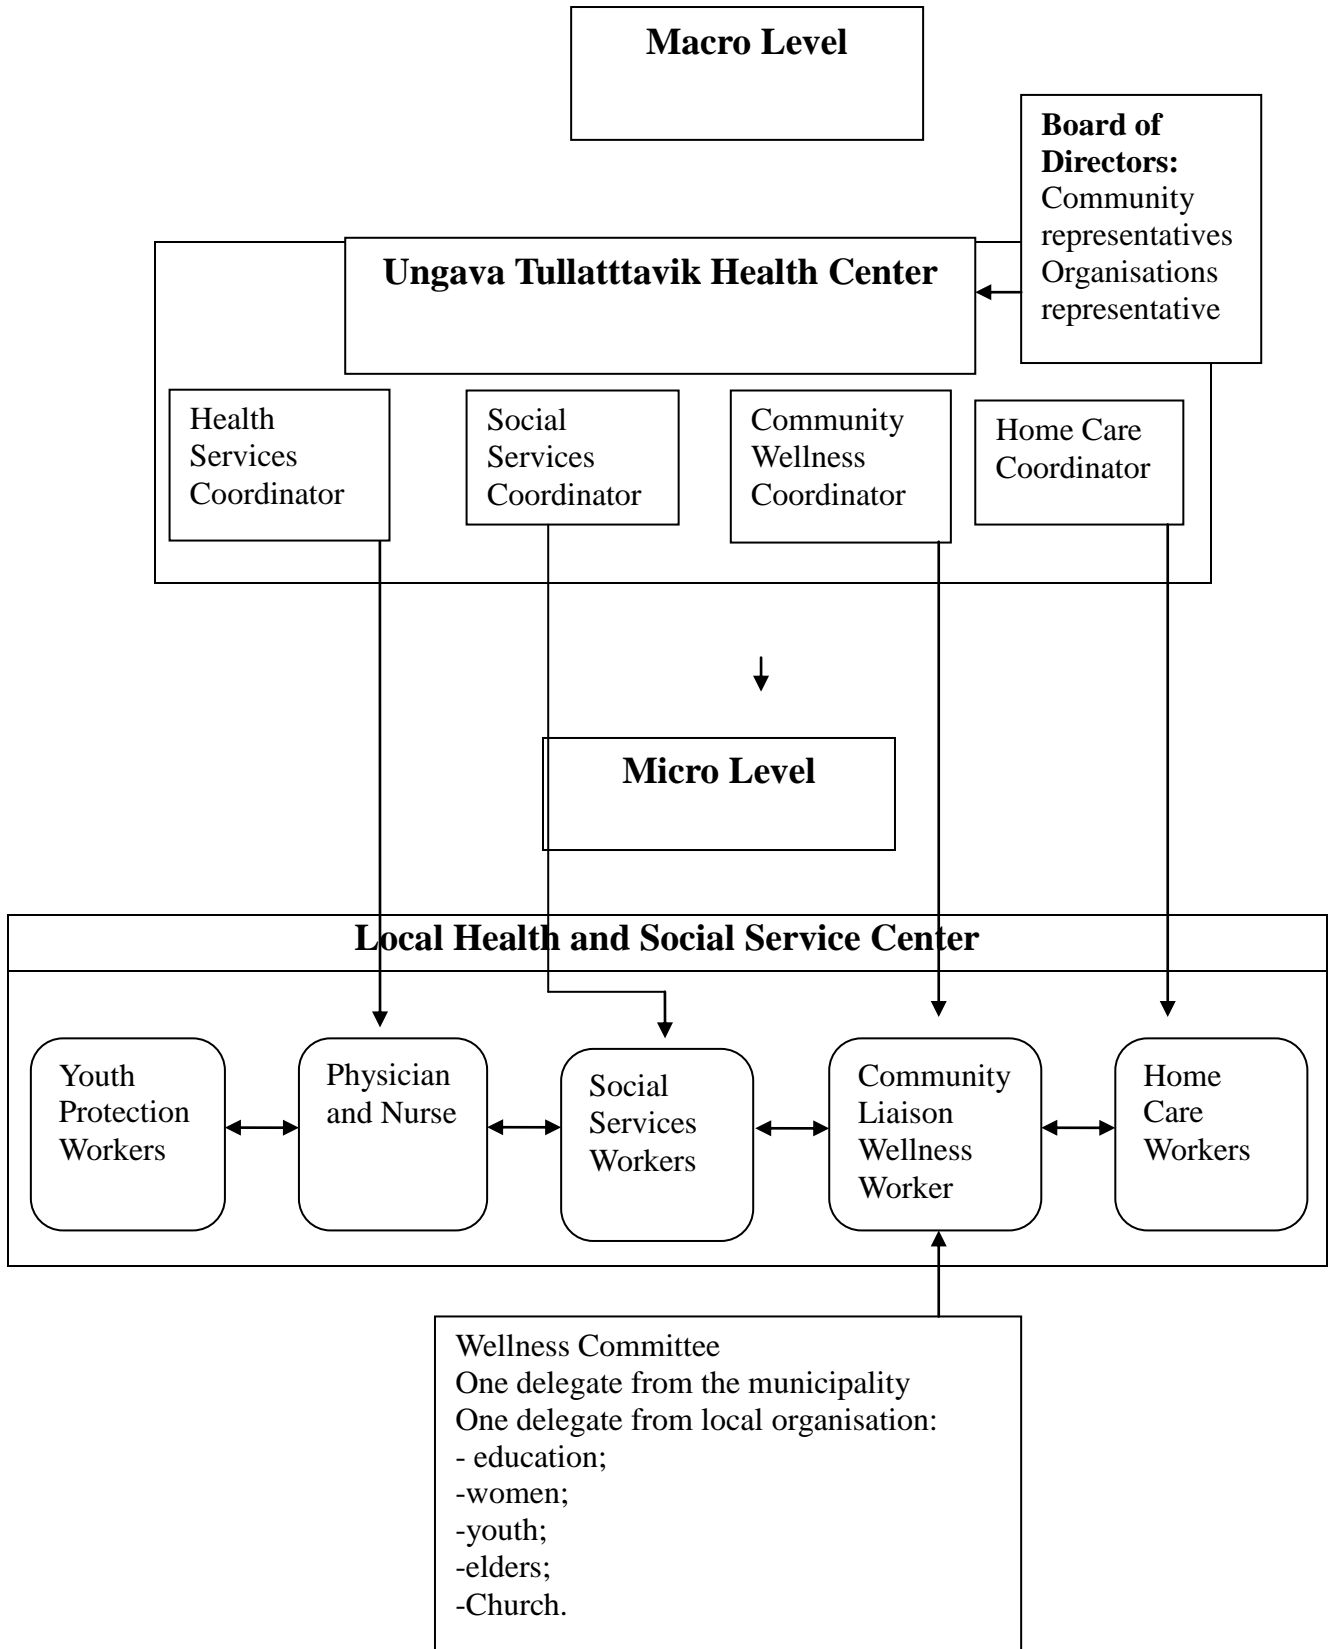 Macro Level
Board of
Directors:
Community
representatives
Organisations
representative
Ungava Tullatttavik Health Center
Health
Services
Coordinator
Social
Services
Coordinator
Community
Wellness
Coordinator
Home Care
Coordinator
Micro Level
Local Health and Social Service Center
Youth
Protection
Workers
Physician
and Nurse
Social
Services
Workers
Community
Liaison
Wellness
Worker
Home
Care
Workers
Wellness Committee
One delegate from the municipality
One delegate from local organisation:
- education;
-women;
-youth;
-elders;
-Church.